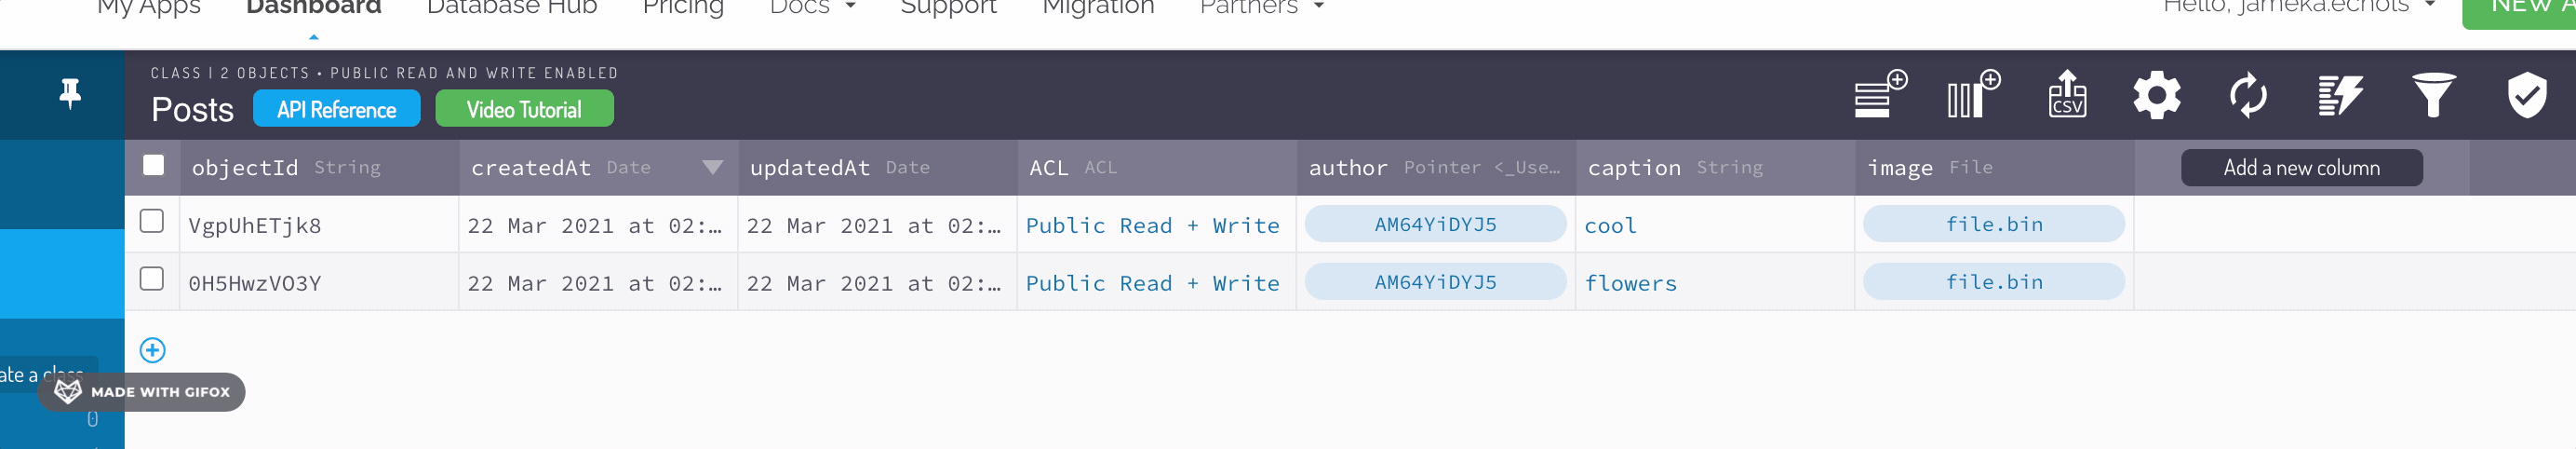 My Apps Dashboard Database Hub Pricing Docs Support Migration Partners Hello, jameka.echols NEW A
CLASS | 2 OBJECTS • PUBLIC READ AND WRITE ENABLED
Posts API Reference Video Tutorial
CSV
objectId String createdAt Date updatedAt Date ACL ACL author Pointer <_Use… caption String image File Add a new column
VgpUhETjk8 22 Mar 2021 at 02:… 22 Mar 2021 at 02:… Public Read + Write AM64YiDYJ5 cool file.bin
0H5HwzVO3Y 22 Mar 2021 at 02:… 22 Mar 2021 at 02:… Public Read + Write AM64YiDYJ5 flowers file.bin
ate a class
MADE WITH GIFOX
0